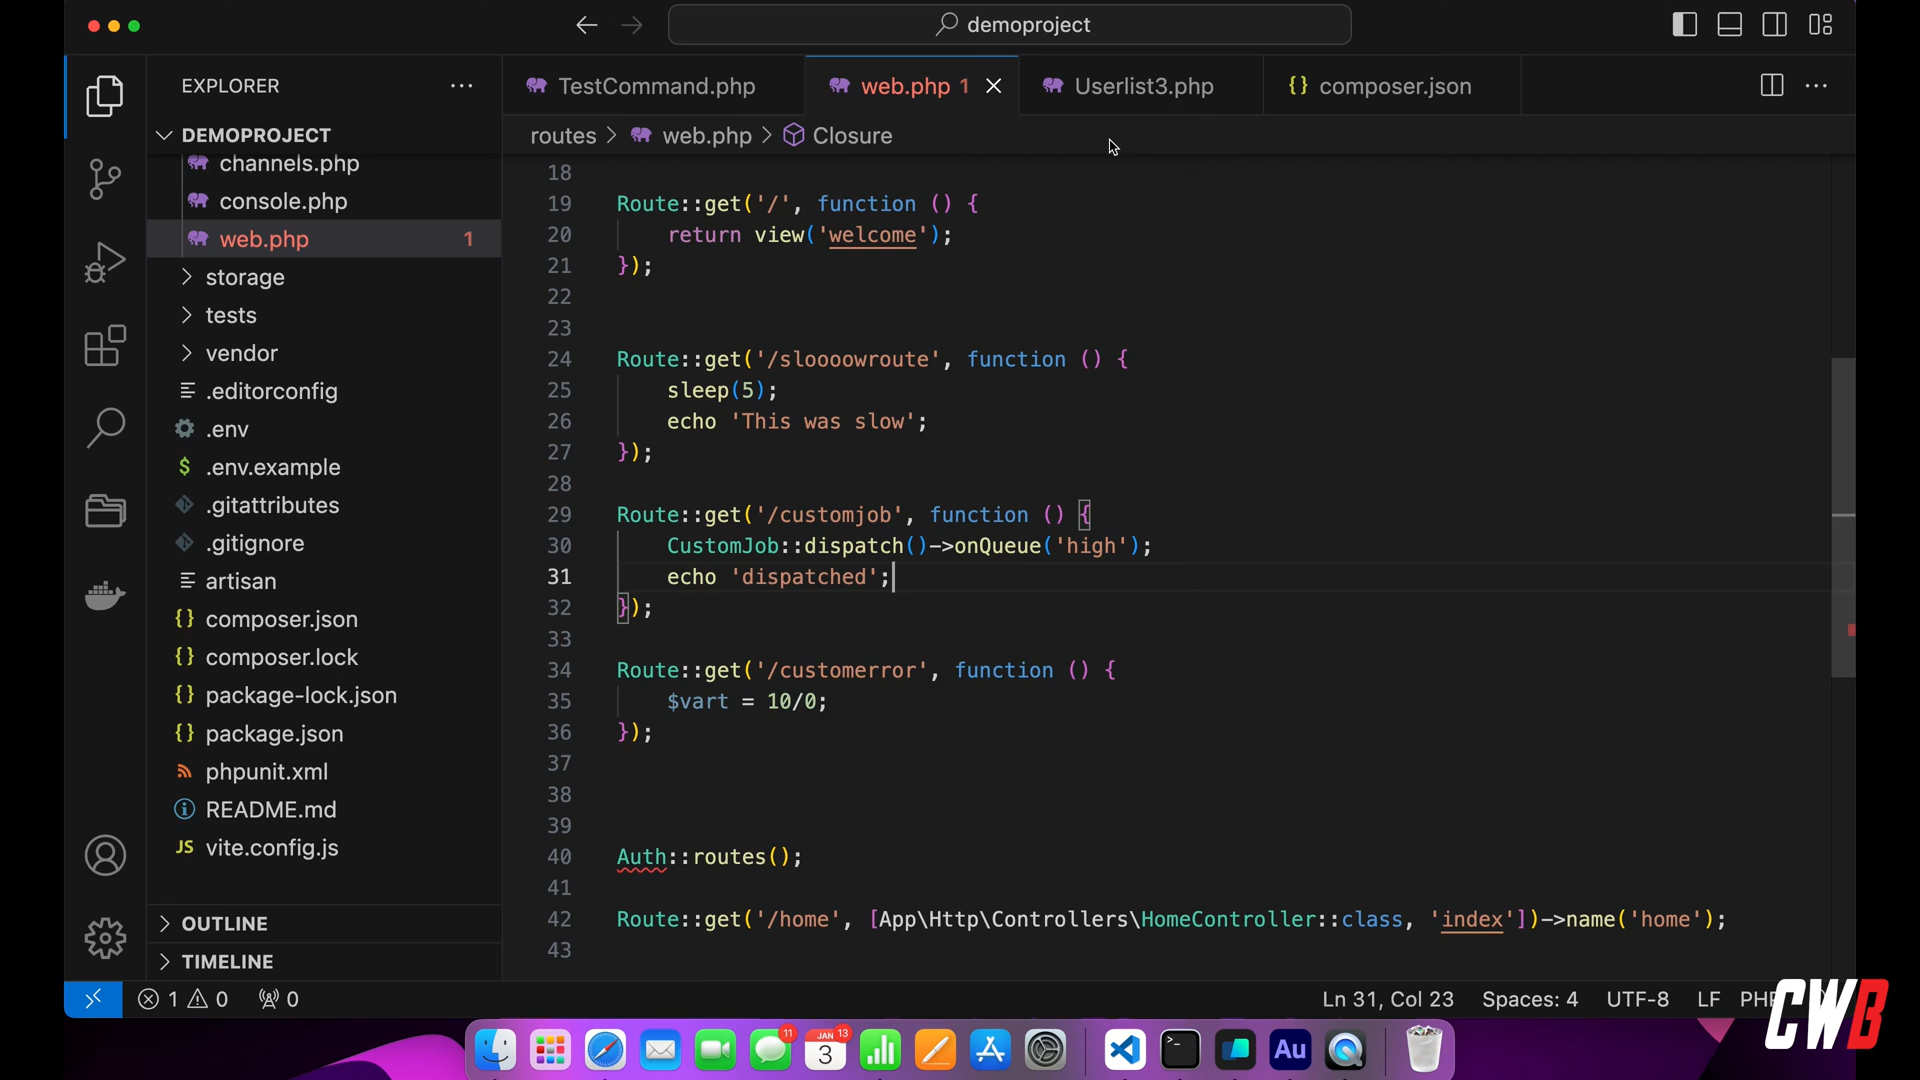 demoproject
EXPLORER
DEMOPROJECT
channels.php
console.php
web.php 1
storage
tests
vendor
.editorconfig
.env
$ .env.example
.gitattributes
.gitignore
artisan
{} composer.json
{} composer.lock
{} package-lock.json
{} package.json
phpunit.xml
README.md
JS vite.config.js
OUTLINE
TIMELINE
TestCommand.php
web.php 1
Userlist3.php
{} composer.json
routes > web.php > Closure
18
19 Route::get('/', function () {
20 return view('welcome');
21 });
22
23
24 Route::get('/sloooowroute', function () {
25 sleep(5);
26 echo 'This was slow';
27 });
28
29 Route::get('/customjob', function () {
30 CustomJob::dispatch()->onQueue('high');
31 echo 'dispatched';
32 });
33
34 Route::get('/customerror', function () {
35 $vart = 10/0;
36 });
37
38
39
40 Auth::routes();
41
42 Route::get('/home', [App\Http\Controllers\HomeController::class, 'index'])->name('home');
43
1 0 0
Ln 31, Col 23 Spaces: 4 UTF-8 LF
CWB
11
JAN 13
3
Au